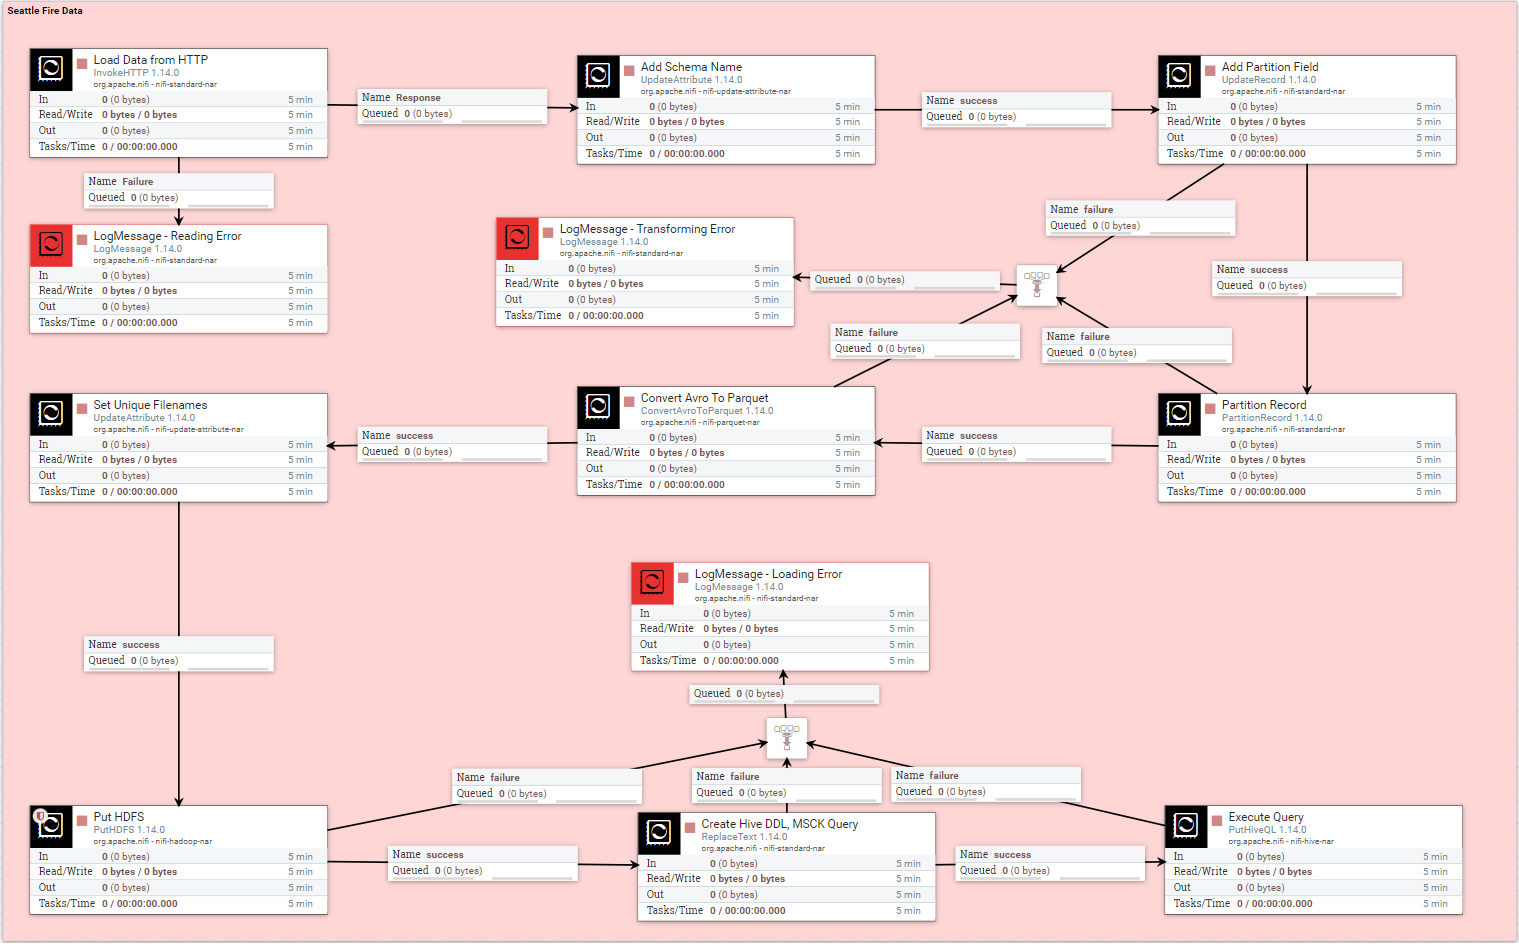 Seattle Fire Data
Load Data from HTTP
InvokeHTTP 1.14.0
org.apache.nifi - nifi-standard-nar
In 0 (0 bytes) 5 min
Read/Write 0 bytes / 0 bytes 5 min
Out 0 (0 bytes) 5 min
Tasks/Time 0 / 00:00:00.000 5 min
Name Response
Queued 0 (0 bytes)
Add Schema Name
UpdateAttribute 1.14.0
org.apache.nifi - nifi-update-attribute-nar
In 0 (0 bytes) 5 min
Read/Write 0 bytes / 0 bytes 5 min
Out 0 (0 bytes) 5 min
Tasks/Time 0 / 00:00:00.000 5 min
Name success
Queued 0 (0 bytes)
Add Partition Field
UpdateRecord 1.14.0
org.apache.nifi - nifi-standard-nar
In 0 (0 bytes) 5 min
Read/Write 0 bytes / 0 bytes 5 min
Out 0 (0 bytes) 5 min
Tasks/Time 0 / 00:00:00.000 5 min
Name Failure
Queued 0 (0 bytes)
LogMessage - Reading Error
LogMessage 1.14.0
org.apache.nifi - nifi-standard-nar
In 0 (0 bytes) 5 min
Read/Write 0 bytes / 0 bytes 5 min
Out 0 (0 bytes) 5 min
Tasks/Time 0 / 00:00:00.000 5 min
LogMessage - Transforming Error
LogMessage 1.14.0
org.apache.nifi - nifi-standard-nar
In 0 (0 bytes) 5 min
Read/Write 0 bytes / 0 bytes 5 min
Out 0 (0 bytes) 5 min
Tasks/Time 0 / 00:00:00.000 5 min
Queued 0 (0 bytes)
Name failure
Queued 0 (0 bytes)
Name success
Queued 0 (0 bytes)
Name failure
Queued 0 (0 bytes)
Name failure
Queued 0 (0 bytes)
Set Unique Filenames
UpdateAttribute 1.14.0
org.apache.nifi - nifi-update-attribute-nar
In 0 (0 bytes) 5 min
Read/Write 0 bytes / 0 bytes 5 min
Out 0 (0 bytes) 5 min
Tasks/Time 0 / 00:00:00.000 5 min
Name success
Queued 0 (0 bytes)
Convert Avro To Parquet
ConvertAvroToParquet 1.14.0
org.apache.nifi - nifi-parquet-nar
In 0 (0 bytes) 5 min
Read/Write 0 bytes / 0 bytes 5 min
Out 0 (0 bytes) 5 min
Tasks/Time 0 / 00:00:00.000 5 min
Name success
Queued 0 (0 bytes)
Partition Record
PartitionRecord 1.14.0
org.apache.nifi - nifi-standard-nar
In 0 (0 bytes) 5 min
Read/Write 0 bytes / 0 bytes 5 min
Out 0 (0 bytes) 5 min
Tasks/Time 0 / 00:00:00.000 5 min
LogMessage - Loading Error
LogMessage 1.14.0
org.apache.nifi - nifi-standard-nar
In 0 (0 bytes) 5 min
Read/Write 0 bytes / 0 bytes 5 min
Out 0 (0 bytes) 5 min
Tasks/Time 0 / 00:00:00.000 5 min
Name success
Queued 0 (0 bytes)
Queued 0 (0 bytes)
Name failure
Queued 0 (0 bytes)
Name failure
Queued 0 (0 bytes)
Name failure
Queued 0 (0 bytes)
Put HDFS
PutHDFS 1.14.0
org.apache.nifi - nifi-hadoop-nar
In 0 (0 bytes) 5 min
Read/Write 0 bytes / 0 bytes 5 min
Out 0 (0 bytes) 5 min
Tasks/Time 0 / 00:00:00.000 5 min
Name success
Queued 0 (0 bytes)
Create Hive DDL, MSCK Query
ReplaceText 1.14.0
org.apache.nifi - nifi-standard-nar
In 0 (0 bytes) 5 min
Read/Write 0 bytes / 0 bytes 5 min
Out 0 (0 bytes) 5 min
Tasks/Time 0 / 00:00:00.000 5 min
Name success
Queued 0 (0 bytes)
Execute Query
PutHiveQL 1.14.0
org.apache.nifi - nifi-hive-nar
In 0 (0 bytes) 5 min
Read/Write 0 bytes / 0 bytes 5 min
Out 0 (0 bytes) 5 min
Tasks/Time 0 / 00:00:00.000 5 min